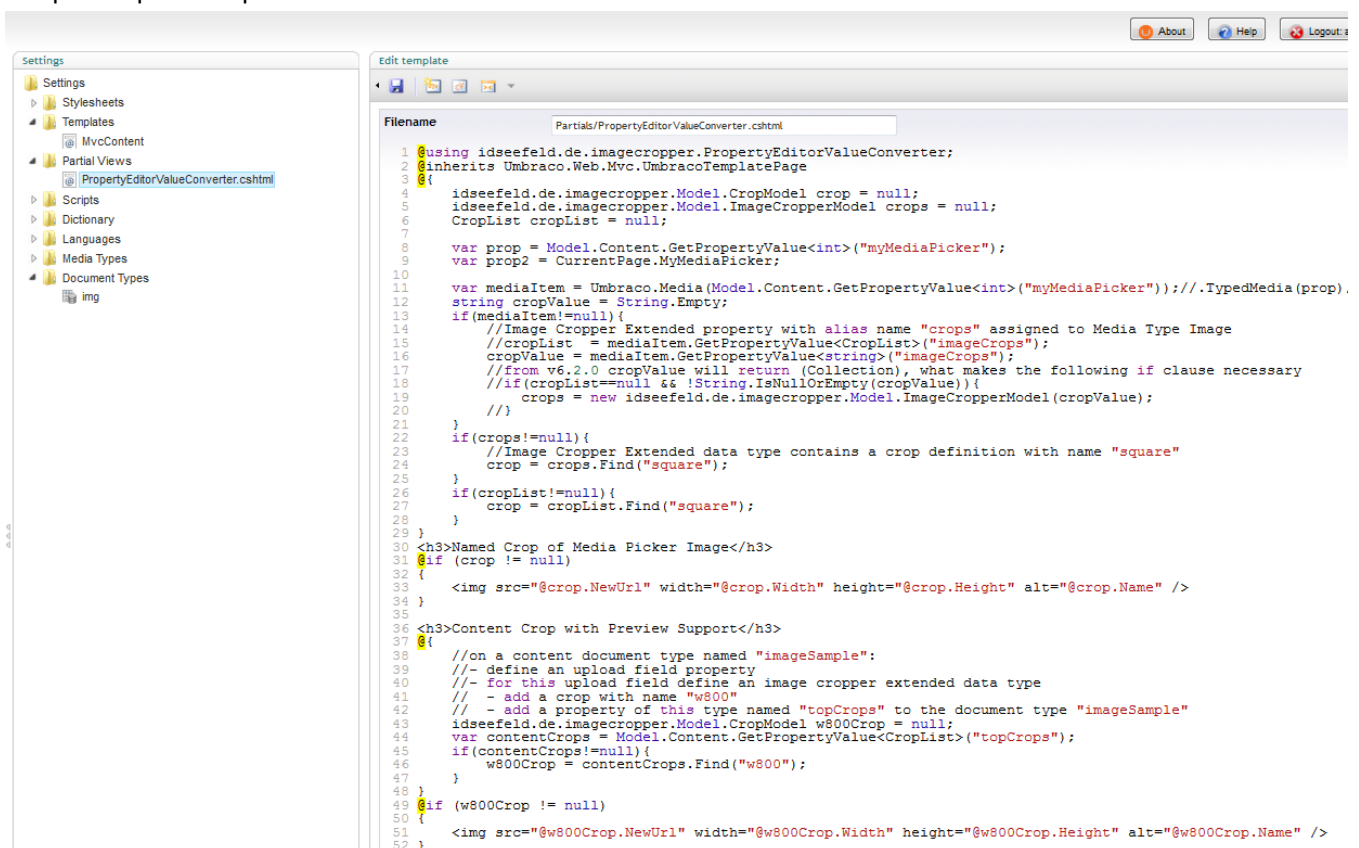 About Help Logout: a
Settings
Settings
Stylesheets
Templates
MvcContent
Partial Views
PropertyEditorValueConverter.cshtml
Scripts
Dictionary
Languages
Media Types
Document Types
img
Edit template
Filename Partials/PropertyEditorValueConverter.cshtml
1 @using idseefeld.de.imagecropper.PropertyEditorValueConverter;
2 @inherits Umbraco.Web.Mvc.UmbracoTemplatePage
3 @{
4 idseefeld.de.imagecropper.Model.CropModel crop = null;
5 idseefeld.de.imagecropper.Model.ImageCropperModel crops = null;
6 CropList cropList = null;
7
8 var prop = Model.Content.GetPropertyValue<int>("myMediaPicker");
9 var prop2 = CurrentPage.MyMediaPicker;
10
11 var mediaItem = Umbraco.Media(Model.Content.GetPropertyValue<int>("myMediaPicker"));//.TypedMedia(prop)
12 string cropValue = String.Empty;
13 if(mediaItem!=null){
14 //Image Cropper Extended property with alias name "crops" assigned to Media Type Image
15 //cropList  = mediaItem.GetPropertyValue<CropList>("imageCrops");
16 cropValue = mediaItem.GetPropertyValue<string>("imageCrops");
17 //from v6.2.0 cropValue will return (Collection), what makes the following if clause necessary
18 //if(cropList==null && !String.IsNullOrEmpty(cropValue)){
19 crops = new idseefeld.de.imagecropper.Model.ImageCropperModel(cropValue);
20 //}
21 }
22 if(crops!=null){
23 //Image Cropper Extended data type contains a crop definition with name "square"
24 crop = crops.Find("square");
25 }
26 if(cropList!=null){
27 crop = cropList.Find("square");
28 }
29 }
30 <h3>Named Crop of Media Picker Image</h3>
31 @if (crop != null)
32 {
33 <img src="@crop.NewUrl" width="@crop.Width" height="@crop.Height" alt="@crop.Name" />
34 }
35
36 <h3>Content Crop with Preview Support</h3>
37 @{
38 //on a content document type named "imageSample":
39 //- define an upload field property
40 //- for this upload field define an image cropper extended data type
41 //  - add a crop with name "w800"
42 //  - add a property of this type named "topCrops" to the document type "imageSample"
43 idseefeld.de.imagecropper.Model.CropModel w800Crop = null;
44 var contentCrops = Model.Content.GetPropertyValue<CropList>("topCrops");
45 if(contentCrops!=null){
46 w800Crop = contentCrops.Find("w800");
47 }
48 }
49 @if (w800Crop != null)
50 {
51 <img src="@w800Crop.NewUrl" width="@w800Crop.Width" height="@w800Crop.Height" alt="@w800Crop.Name" />
52 }